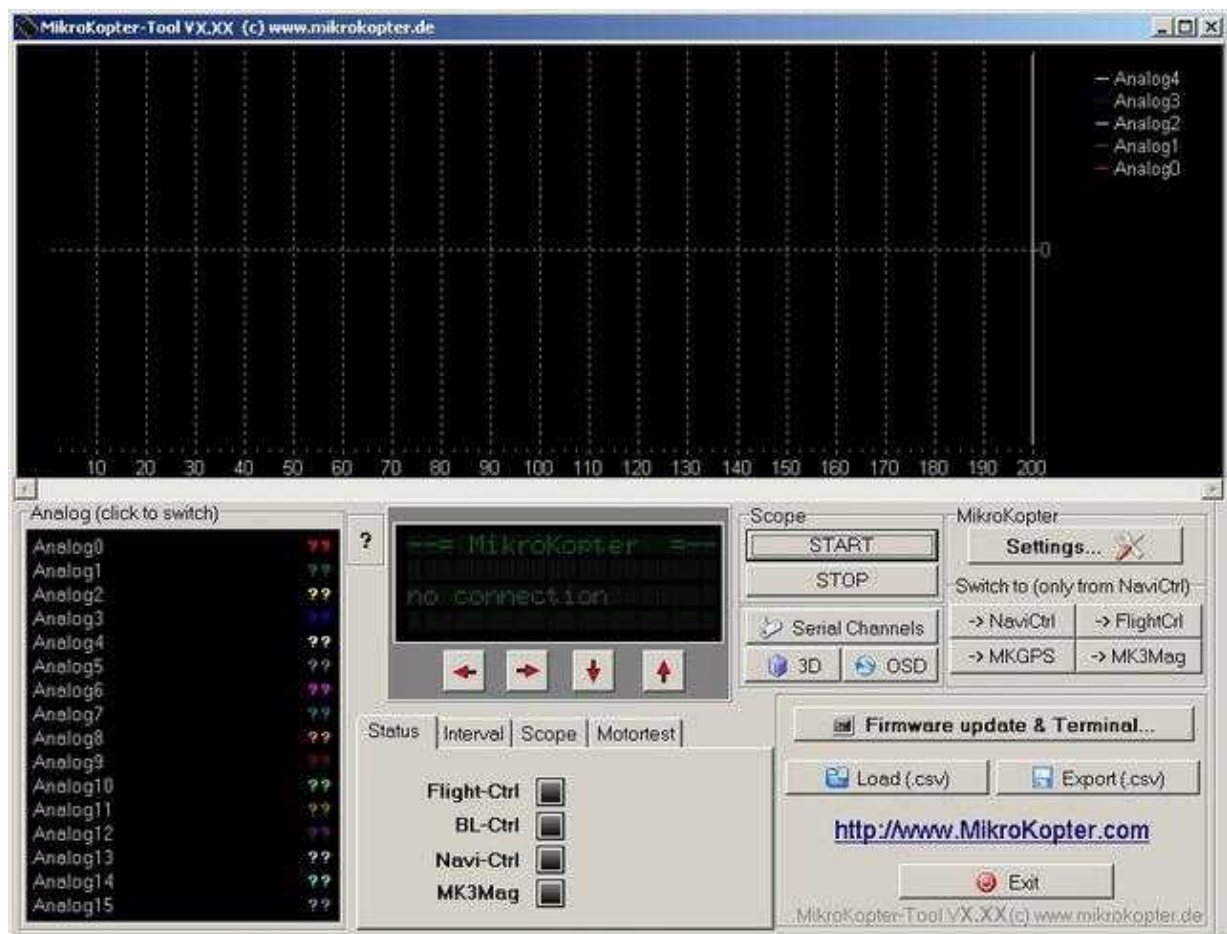 MikroKopter-Tool VX.XX (c) www.mikrokopter.de
Analog4
Analog3
Analog2
Analog1
Analog0
0
10 20 30 40 50 60 70 80 90 100 110 120 130 140 150 160 170 180 190 200
Analog (click to switch)
Analog0 ??
Analog1 ??
Analog2 ??
Analog3 ??
Analog4 ??
Analog5 ??
Analog6 ??
Analog7 ??
Analog8 ??
Analog9 ??
Analog10 ??
Analog11 ??
Analog12 ??
Analog13 ??
Analog14 ??
Analog15 ??
?
--= MikroKopter =--
no connection
Status Interval Scope Motortest
Flight-Ctrl
BL-Ctrl
Navi-Ctrl
MK3Mag
Scope
START
STOP
Serial Channels
3D OSD
MikroKopter
Settings...
Switch to (only from NaviCtrl)
-> NaviCtrl -> FlightCrl
-> MKGPS -> MK3Mag
Firmware update & Terminal...
Load (.csv) Export (.csv)
http://www.MikroKopter.com
Exit
MikroKopter-Tool VX.XX (c) www.mikrokopter.de